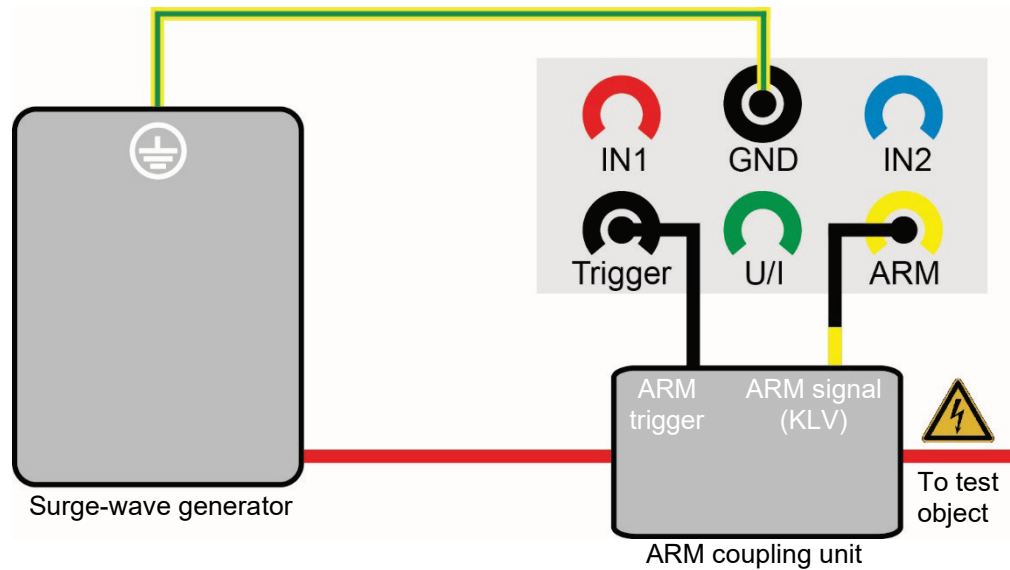 IN1
GND
IN2
Trigger
U/I
ARM
ARM
trigger
ARM signal
(KLV)
To test
object
Surge-wave generator
ARM coupling unit